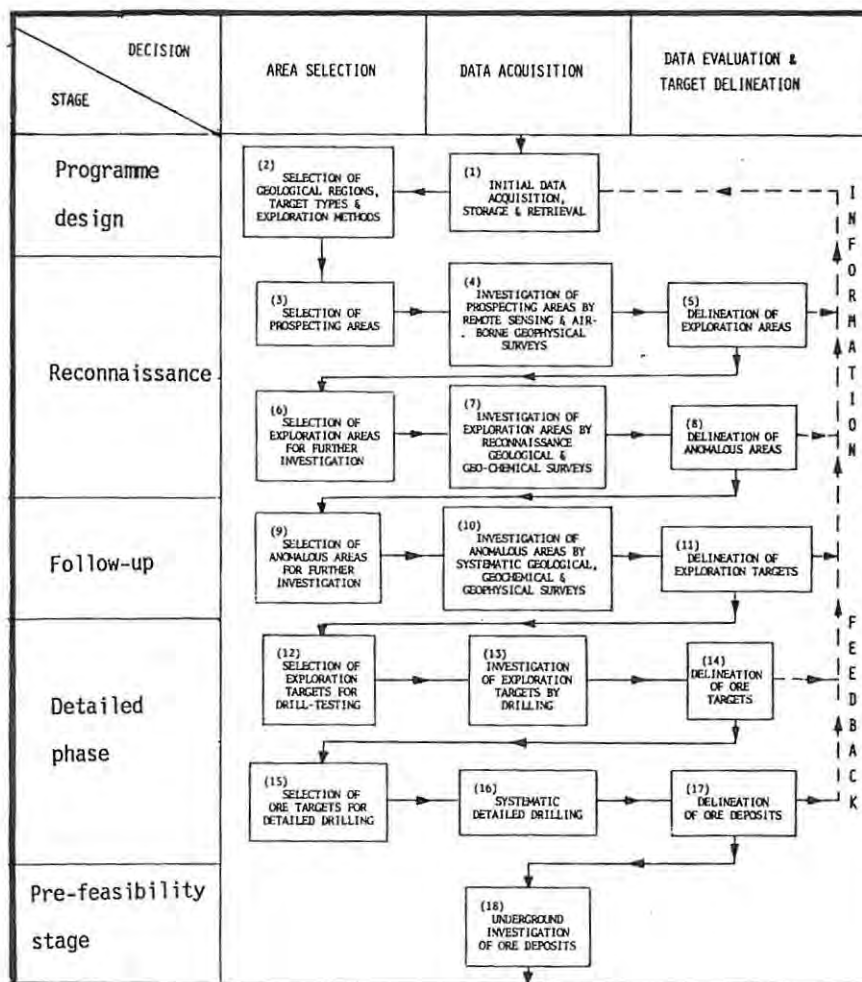 DECISION
STAGE
AREA SELECTION
DATA ACQUISITION
DATA EVALUATION &
TARGET DELINEATION
Programme
design
(2)
SELECTION OF
GEOLOGICAL REGIONS,
TARGET TYPES &
EXPLORATION METHODS
(1)
INITIAL DATA
ACQUISITION,
STORAGE & RETRIEVAL
Reconnaissance
(3)
SELECTION OF
PROSPECTING AREAS
(4)
INVESTIGATION OF
PROSPECTING AREAS BY
REMOTE SENSING & AIR-
BORNE GEOPHYSICAL
SURVEYS
(5)
DELINEATION OF
EXPLORATION AREAS
(6)
SELECTION OF
EXPLORATION AREAS
FOR FURTHER
INVESTIGATION
(7)
INVESTIGATION OF
EXPLORATION AREAS BY
RECONNAISSANCE
GEOLOGICAL &
GEO-CHEMICAL SURVEYS
(8)
DELINEATION OF
ANOMALOUS AREAS
Follow-up
(9)
SELECTION OF
ANOMALOUS AREAS
FOR FURTHER
INVESTIGATION
(10)
INVESTIGATION OF
ANOMALOUS AREAS BY
SYSTEMATIC GEOLOGICAL,
GEOCHEMICAL &
GEOPHYSICAL SURVEYS
(11)
DELINEATION OF
EXPLORATION TARGETS
Detailed
phase
(12)
SELECTION OF
EXPLORATION
TARGETS FOR
DRILL-TESTING
(13)
INVESTIGATION
OF EXPLORATION
TARGETS BY
DRILLING
(14)
DELINEATION
OF ORE
TARGETS
(15)
SELECTION OF
ORE TARGETS FOR
DETAILED DRILLING
(16)
SYSTEMATIC
DETAILED DRILLING
(17)
DELINEATION
OF ORE DEPOSITS
Pre-feasibility
stage
(18)
UNDERGROUND
INVESTIGATION
OF ORE DEPOSITS
INFORMATION
FEEDBACK